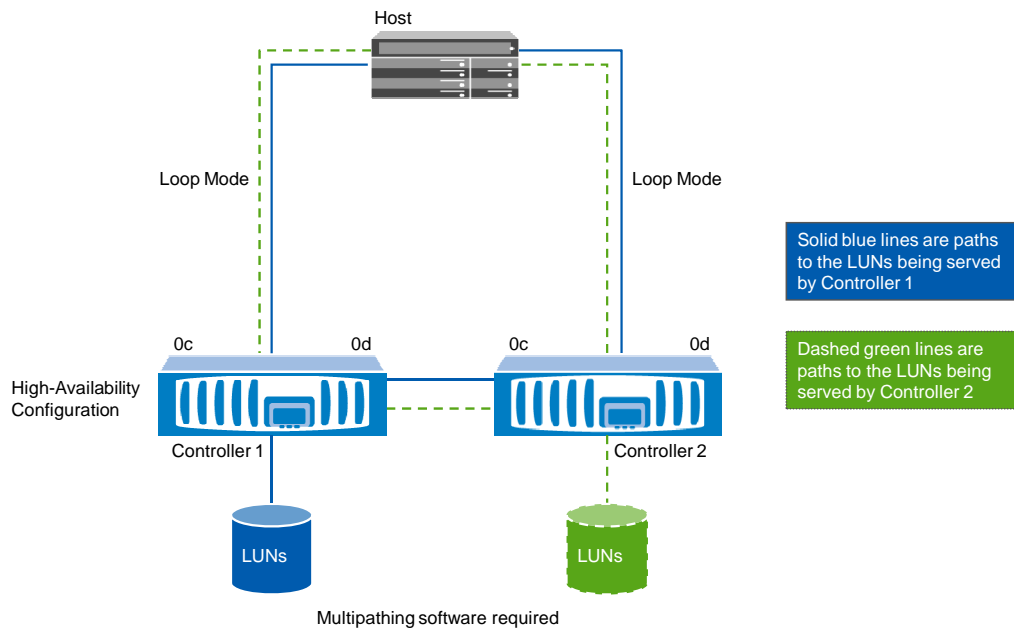 Host
Loop Mode
Loop Mode
Solid blue lines are paths
to the LUNs being served
by Controller 1
0c
0d
0c
0d
Dashed green lines are
paths to the LUNs being
served by Controller 2
High-Availability
Configuration
Controller 1
Controller 2
LUNs
LUNs
Multipathing software required